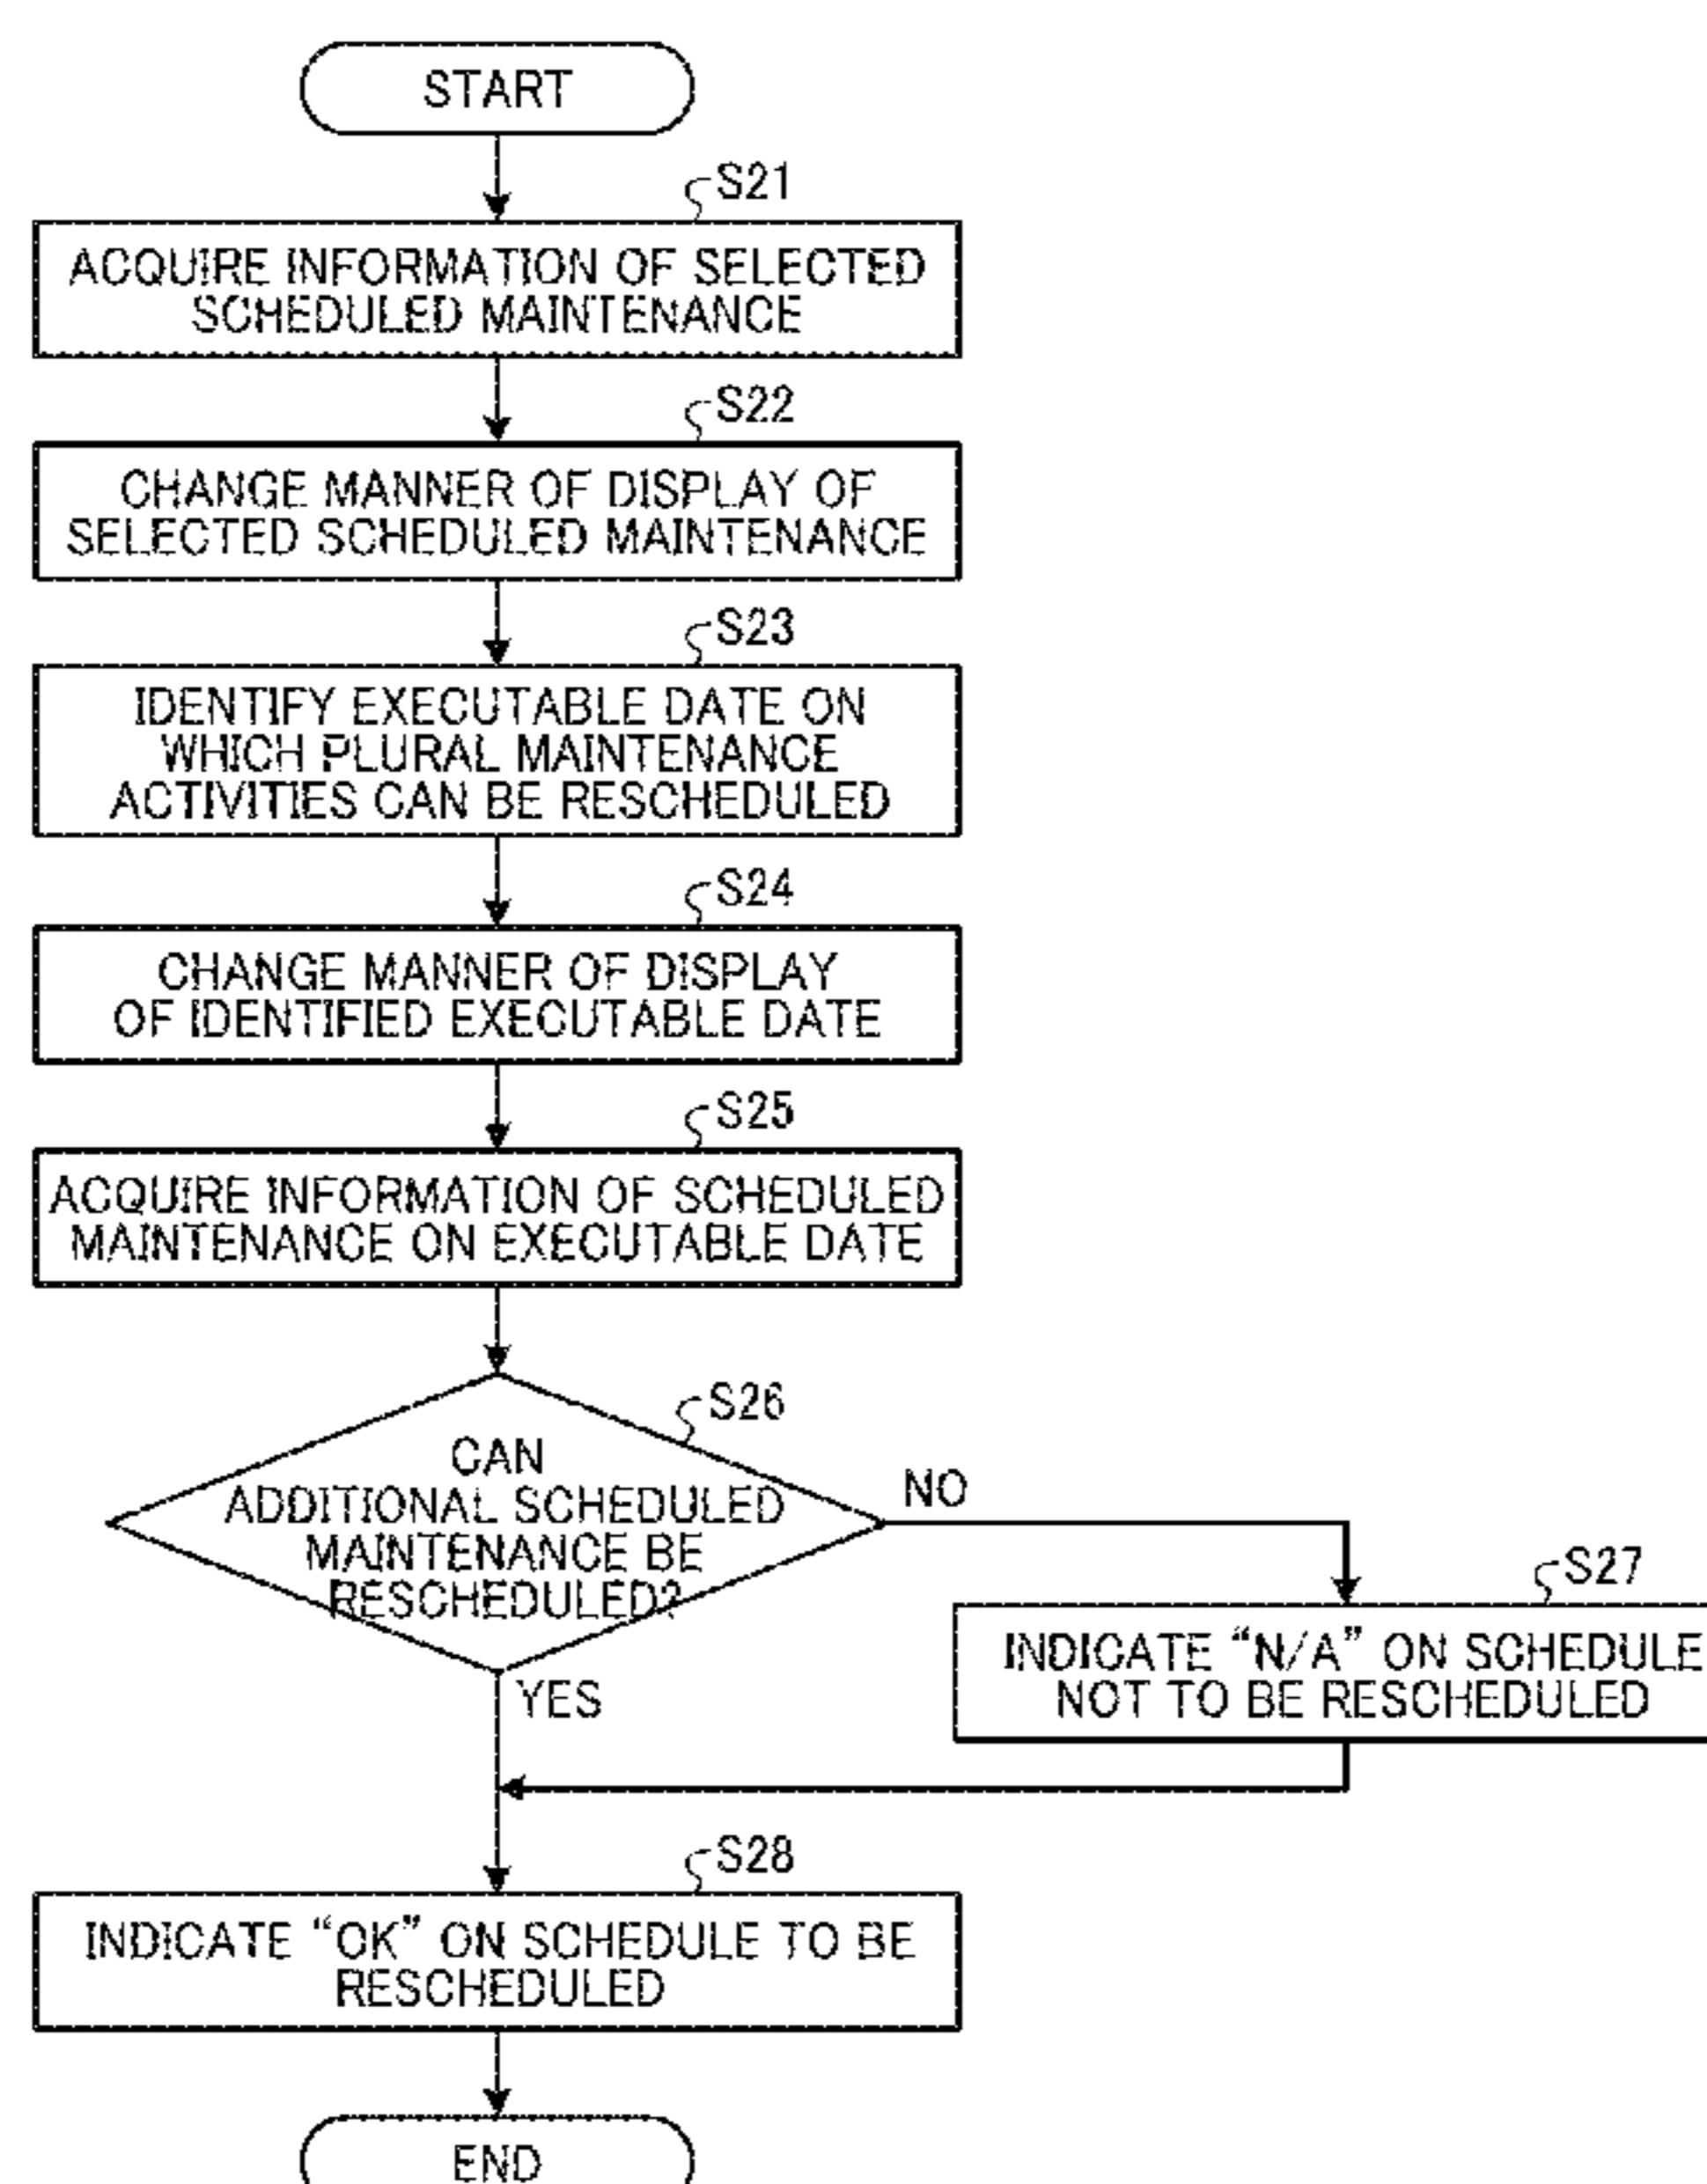 START
S21
ACQUIRE INFORMATION OF SELECTED
SCHEDULED MAINTENANCE
S22
CHANGE MANNER OF DISPLAY OF
SELECTED SCHEDULED MAINTENANCE
S23
IDENTIFY EXECUTABLE DATE ON
WHICH PLURAL MAINTENANCE
ACTIVITIES CAN BE RESCHEDULED
S24
CHANGE MANNER OF DISPLAY
OF IDENTIFIED EXECUTABLE DATE
S25
ACQUIRE INFORMATION OF SCHEDULED
MAINTENANCE ON EXECUTABLE DATE
S26
CAN
ADDITIONAL SCHEDULED
MAINTENANCE BE
RESCHEDULED?
NO
S27
INDICATE “N/A” ON SCHEDULE
NOT TO BE RESCHEDULED
YES
S28
INDICATE “OK” ON SCHEDULE TO BE
RESCHEDULED
END